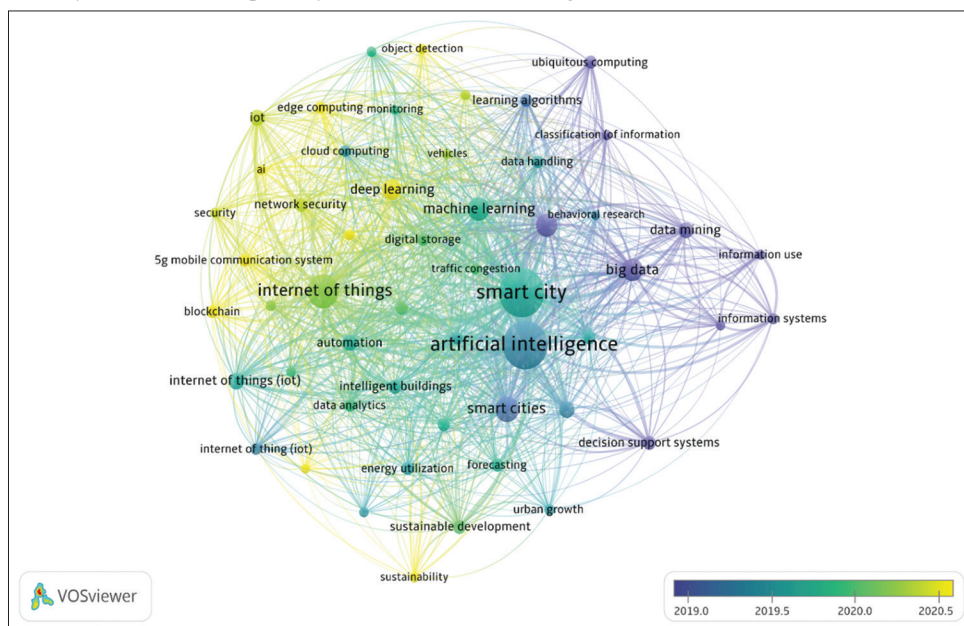 object detection
ubiquitous computing
learning algorithms
edge computing
monitoring
iot
classification (of information
cloud computing
vehicles
data handling
ai
deep learning
security
network security
machine learning
behavioral research
data mining
digital storage
5g mobile communication system
traffic congestion
big data
information use
internet of things
smart city
blockchain
information systems
automation
artificial intelligence
internet of things (iot)
intelligent buildings
data analytics
smart cities
internet of thing (iot)
decision support systems
energy utilization
forecasting
urban growth
sustainable development
sustainability
VOSviewer
2019.0 2019.5 2020.0 2020.5